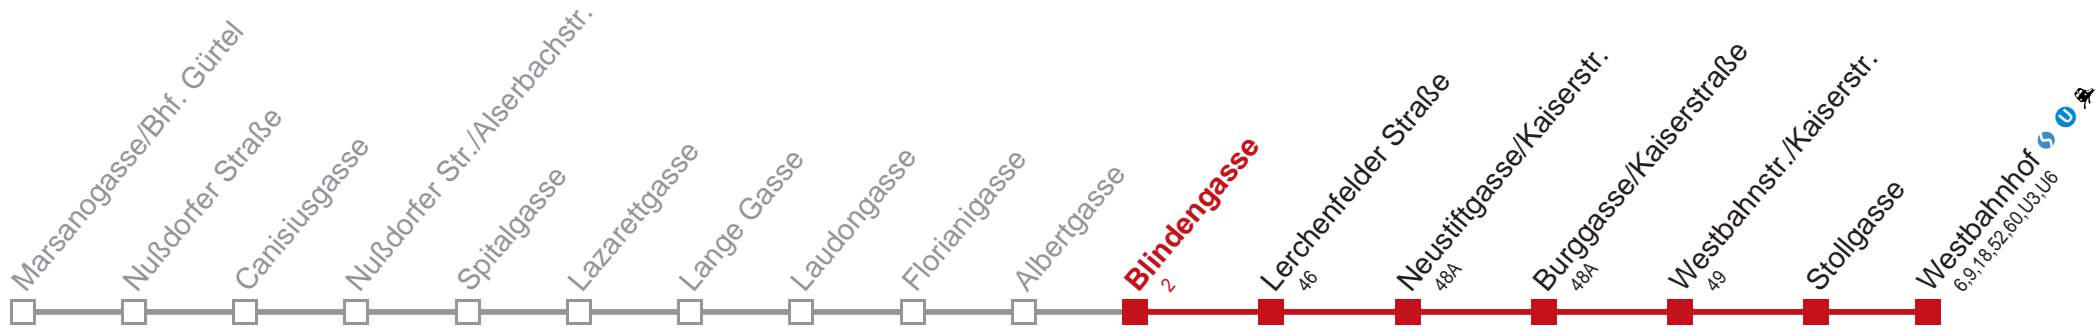 Marsanogasse/Bhf. Gürtel
Nußdorfer Straße
Canisiusgasse
Nußdorfer Str./Alserbachstr.
Spitalgasse
Lazarettgasse
Lange Gasse
Laudongasse
Florianigasse
Albertgasse
Blindengasse
2
Lerchenfelder Straße
46
Neustiftgasse/Kaiserstr.
48A
Burggasse/Kaiserstraße
48A
Westbahnstr./Kaiserstr.
49
Stollgasse
Westbahnhof S U
6,9,18,52,60,U3,U6